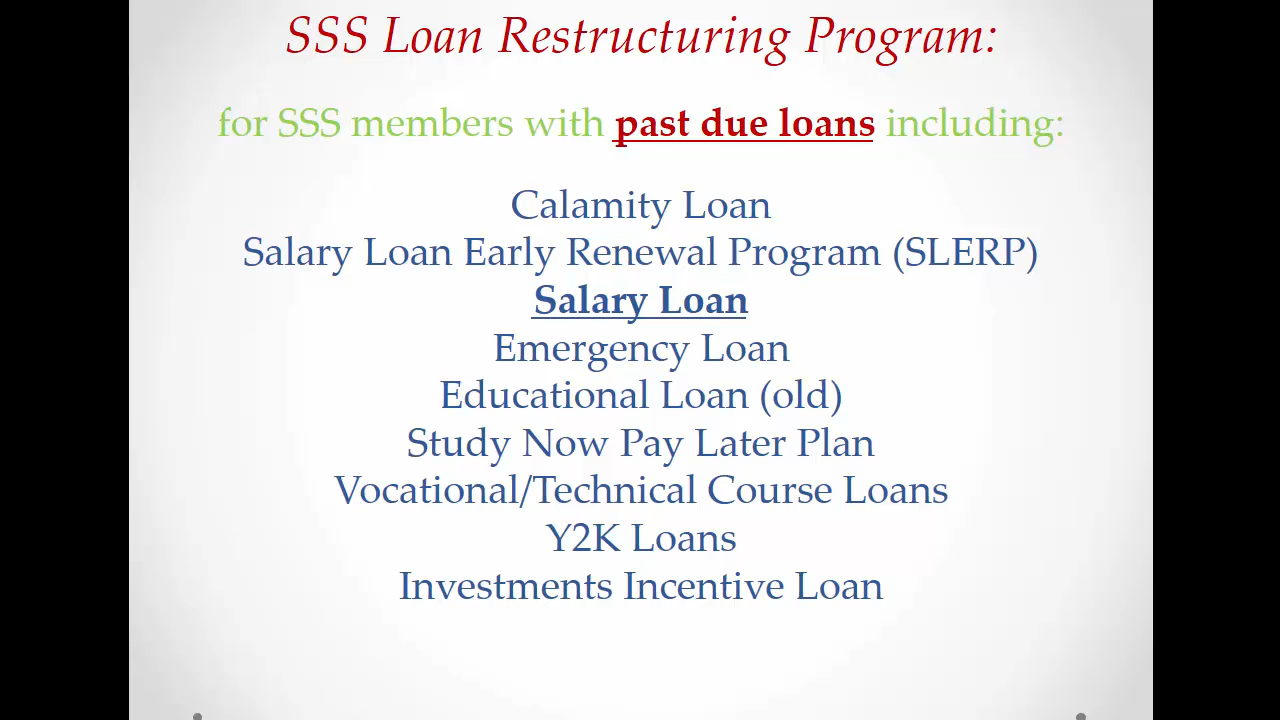 SSS Loan Restructuring Program:
for SSS members with past due loans including:
Calamity Loan
Salary Loan Early Renewal Program (SLERP)
Salary Loan
Emergency Loan
Educational Loan (old)
Study Now Pay Later Plan
Vocational/Technical Course Loans
Y2K Loans
Investments Incentive Loan